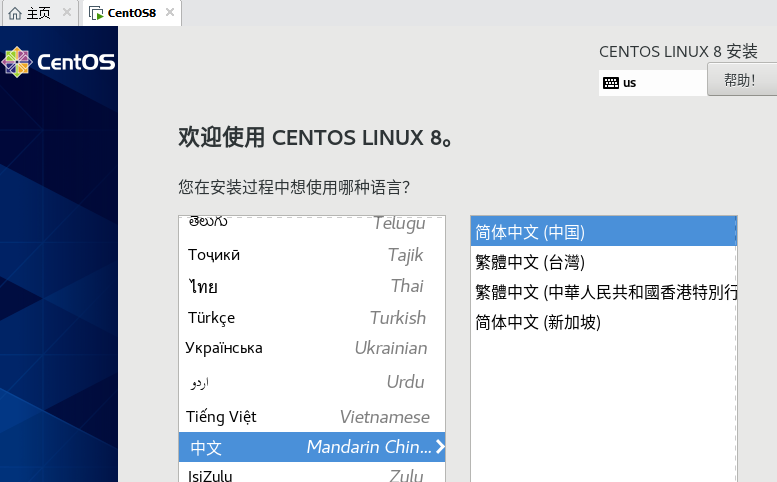 主页
CentOS8
CentOS
CENTOS LINUX 8 安装
us
帮助！
欢迎使用 CENTOS LINUX 8。
您在安装过程中想使用哪种语言？
తెలుగు Telugu
Тоҷикӣ Tajik
ไทย Thai
Türkçe Turkish
Українська Ukrainian
اردو Urdu
Tiếng Việt Vietnamese
中文 Mandarin Chin...
IsiZulu Zulu
简体中文 (中国)
繁體中文 (台灣)
繁體中文 (中華人民共和國香港特別行
简体中文 (新加坡)